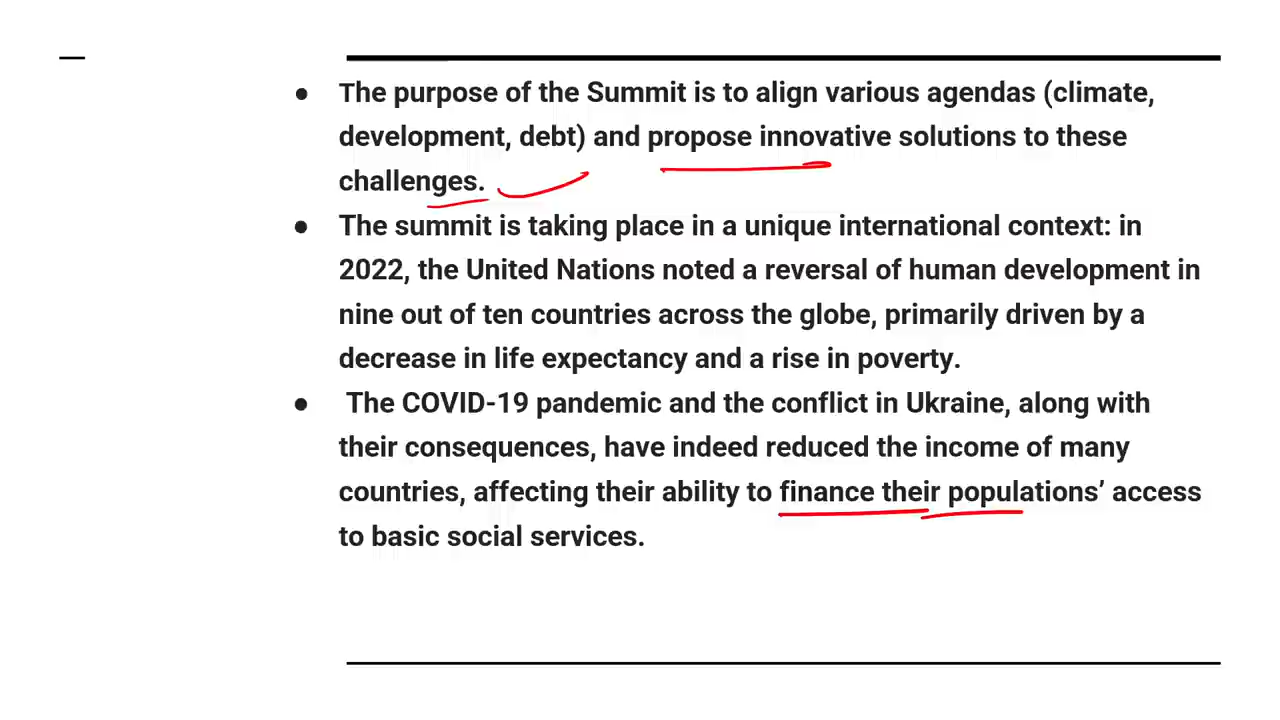 ● The purpose of the Summit is to align various agendas (climate,
development, debt) and propose innovative solutions to these
challenges.
● The summit is taking place in a unique international context: in
2022, the United Nations noted a reversal of human development in
nine out of ten countries across the globe, primarily driven by a
decrease in life expectancy and a rise in poverty.
● The COVID-19 pandemic and the conflict in Ukraine, along with
their consequences, have indeed reduced the income of many
countries, affecting their ability to finance their populations’ access
to basic social services.